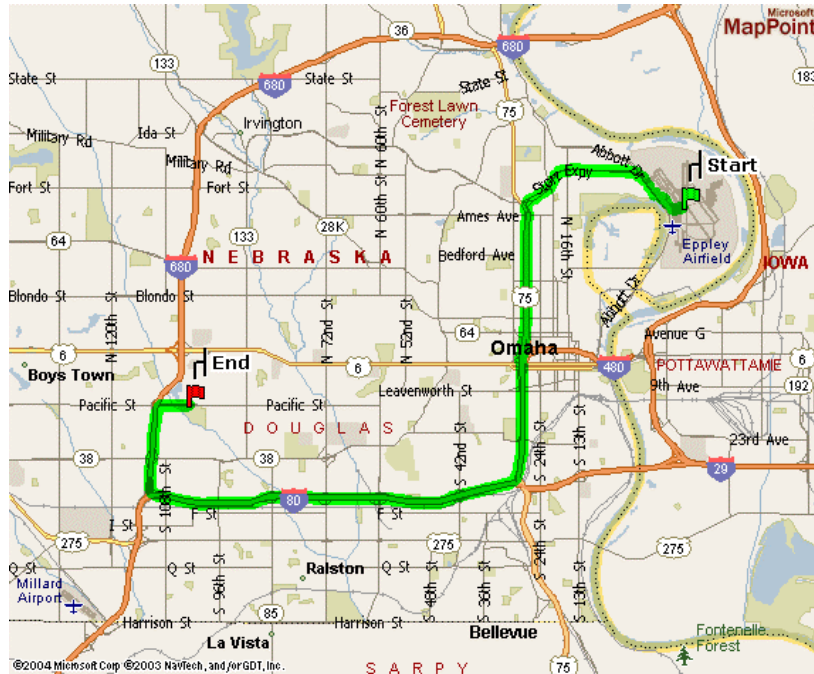 Microsoft
MapPoint
36
680
133
State St
State St
680
State St
183
75
Forest Lawn
Cemetery
Irvington
Ida St
Military Rd
Military Rd
N 60th St
Abbott Dr
Start
Fort St
Fort St
Storz Expy
N 60th St
Ames Ave
28K
133
64
N 16th St
Eppley
Airfield
NEBRASKA
Bedford Ave
IOWA
680
Abbott Dr
Blondo St
Blondo St
75
N 120th St
N 72nd St
N 52nd St
64
Avenue G
6
Omaha
6
End
6
480
POTTAWATTAMIE
Boys Town
Leavenworth St
9th Ave
192
Pacific St
Pacific St
DOUGLAS
S 42nd St
S 24th St
S 13th St
23rd Ave
38
38
29
S 108th St
80
I St
F St
F St
275
275
S 24th St
75
Q St
Q St
Q St
Ralston
Millard
Airport
S 96th St
S 48th St
S 36th St
S 13th St
Harrison St
85
Harrison St
La Vista
Bellevue
Fontenelle
Forest
75
SARPY
©2004 Microsoft Corp ©2003 NavTech, and/or GDT, Inc.